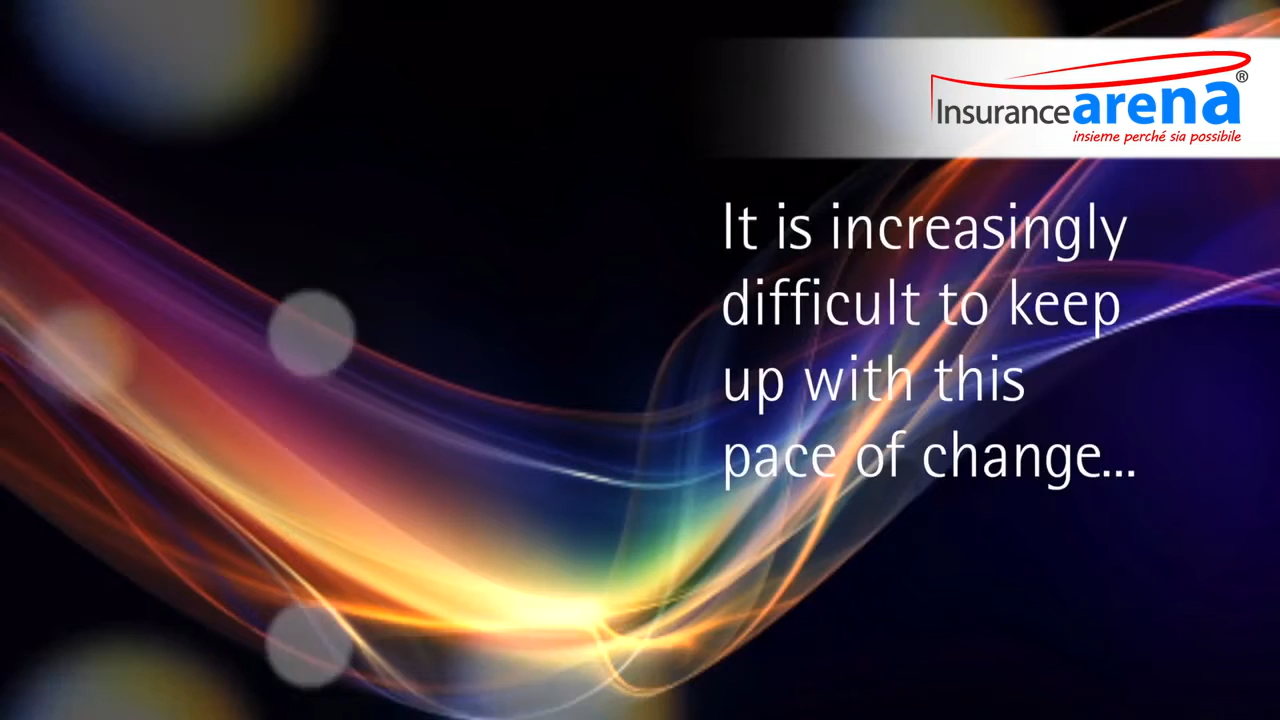 Insurancearena®
insieme perché sia possibile
It is increasingly
difficult to keep
up with this
pace of change...